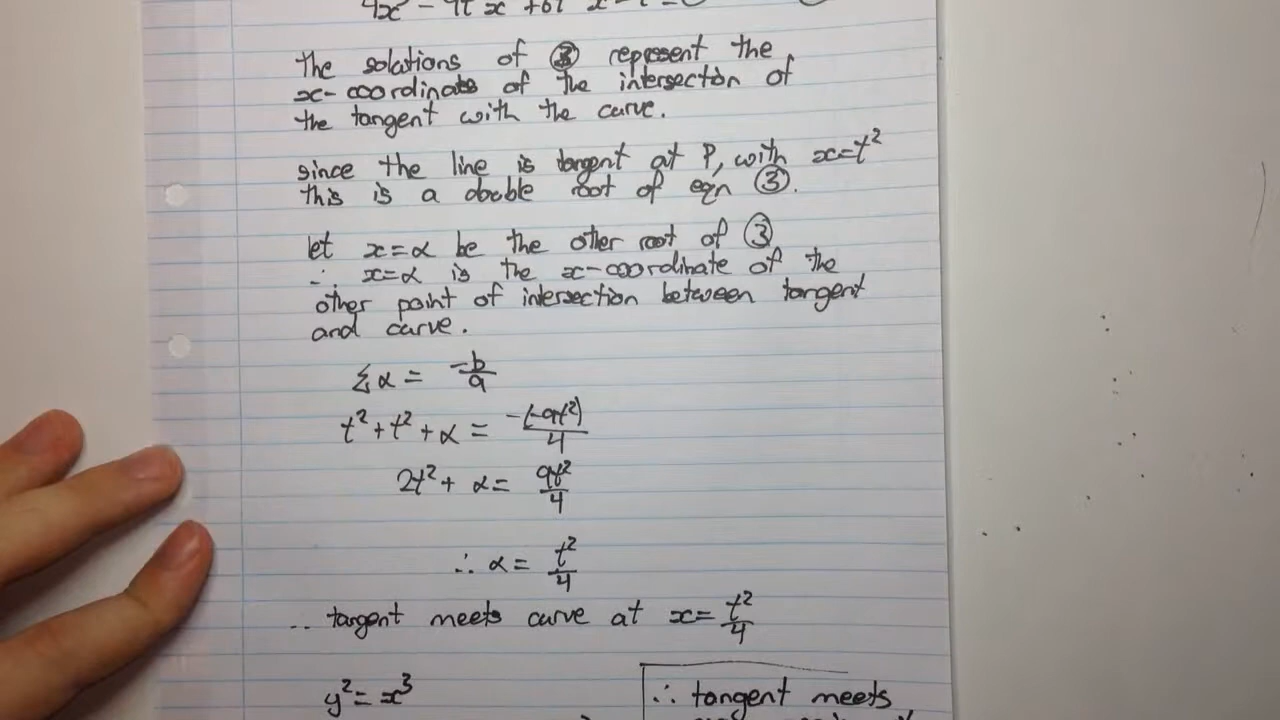 the solutions of ③ represent the
x-coordinates of the intersection of
the tangent with the curve.
since the line is tangent at P, with x=t²
this is a double root of eqn ③.
let x=α be the other root of ③
∴ x=α is the x-coordinate of the
other point of intersection between tangent
and curve.
Σα = -b/a
t²+t²+α = -(-9t²)/4
2t²+ α = 9t²/4
∴ α = t²/4
∴ tangent meets curve at x= t²/4
y²=x³
∴ tangent meets